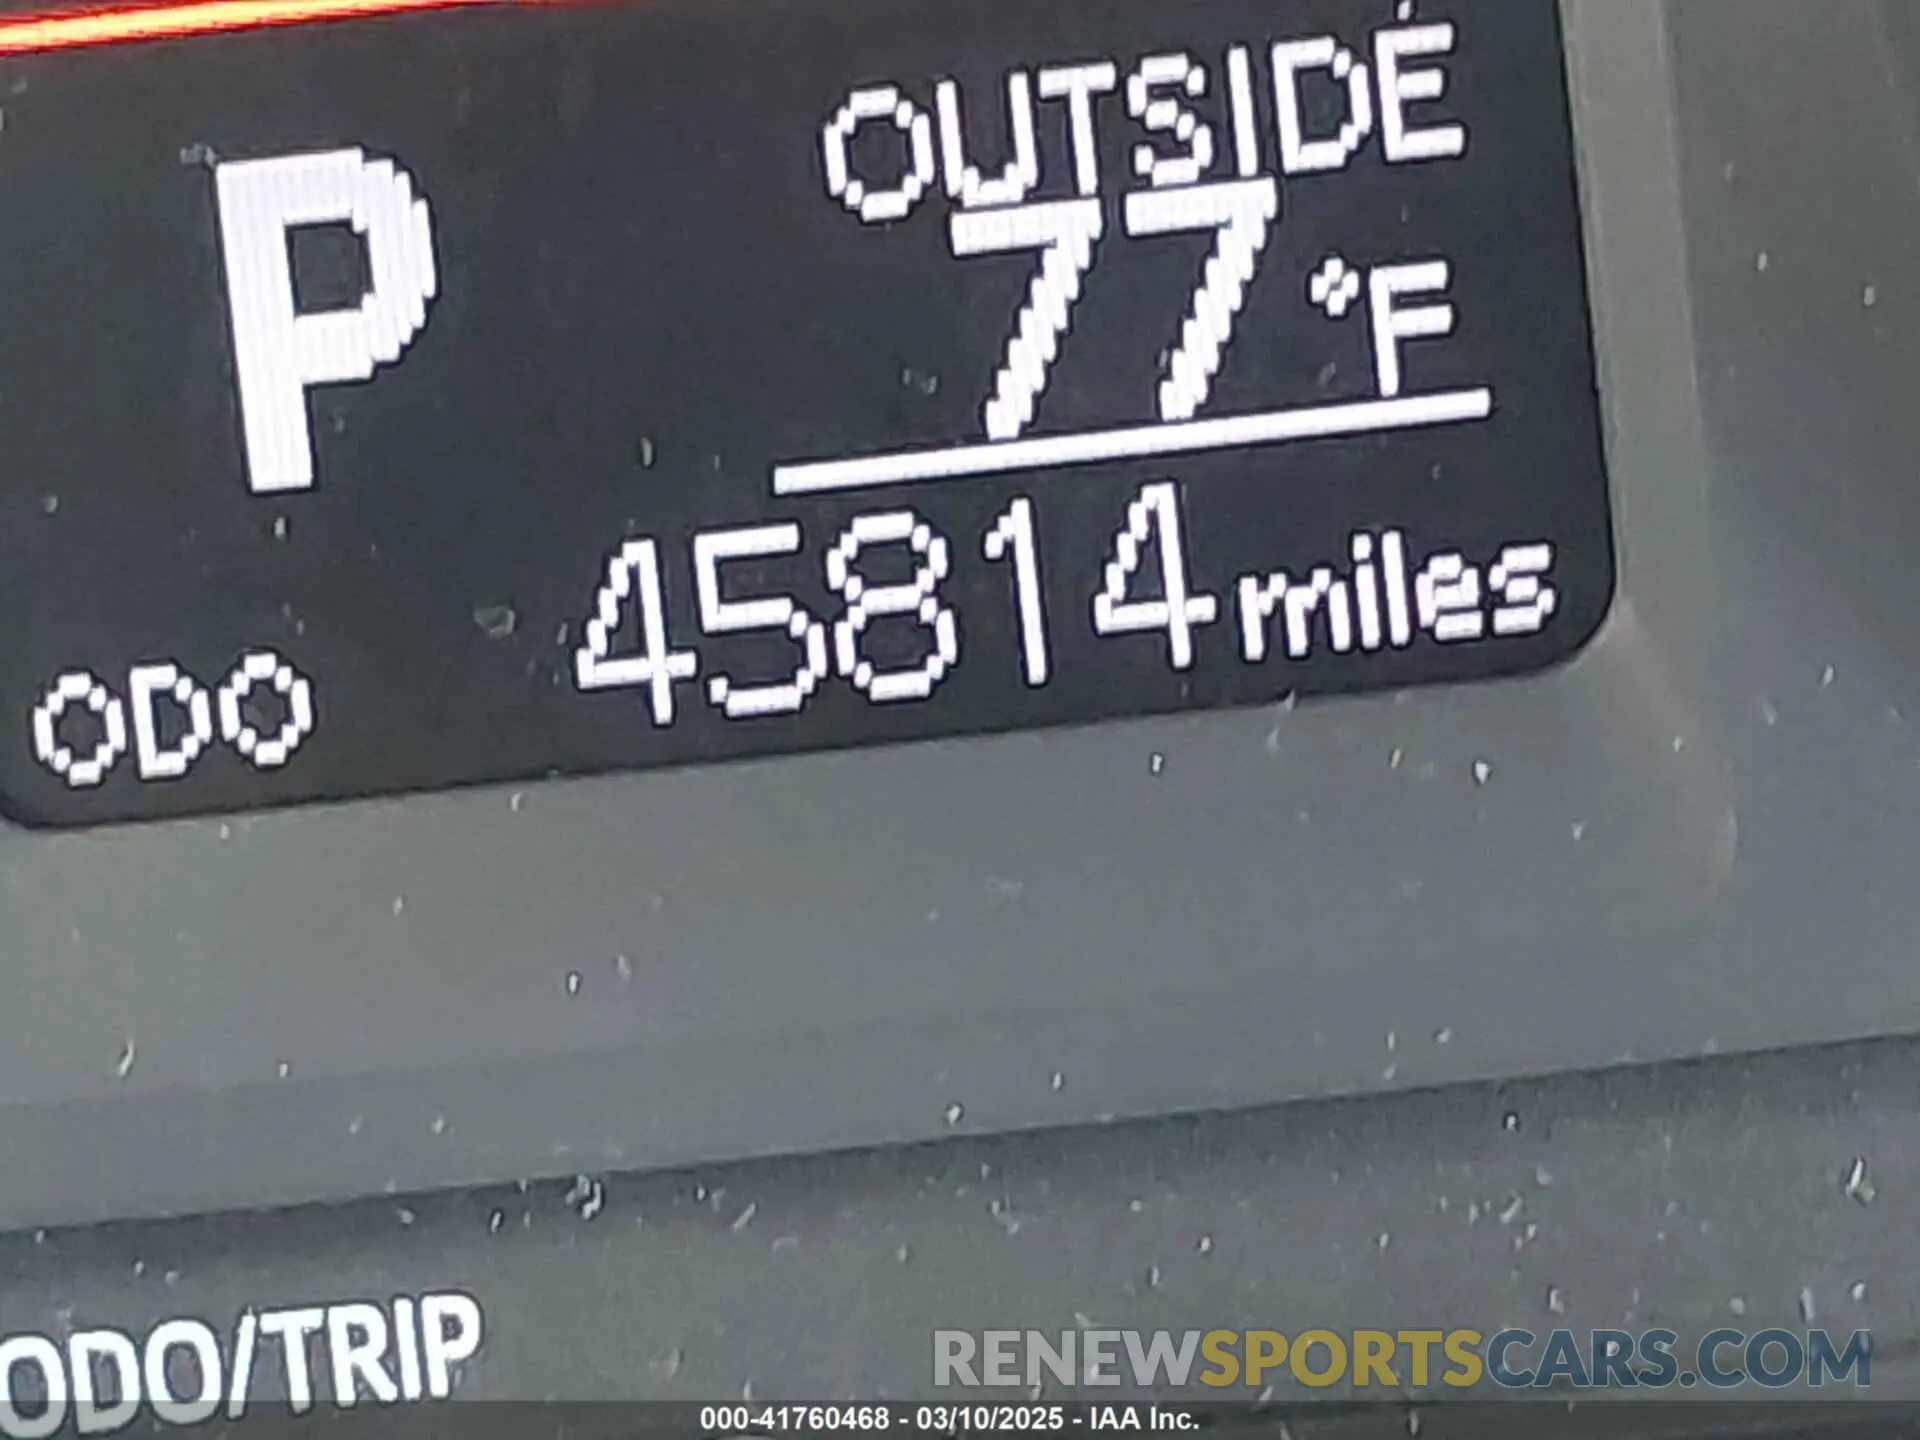 OUTSIDE
P 77 °F
ODO 45814 miles
ODO/TRIP
RENEWSPORTSCARS.COM
000-41760468 - 03/10/2025 - IAA Inc.